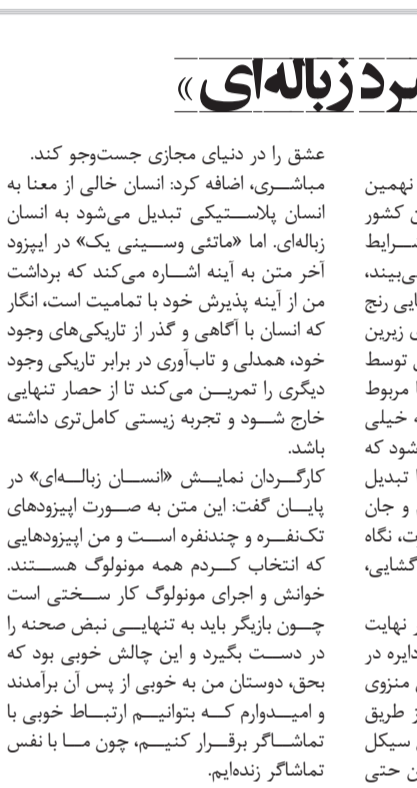 زباله‌ای»
نهمین
کشور
یی رنج
زیرین
توسط
مربوط
خیلی
شود که
تبدیل
و جان
ت، نگاه
گشایی،
نهایت
دایره در
منزوی
طریق
سیکل
حتی
عشق را در دنیای مجازی جست‌وجو کند.
مباشری، اضافه کرد: انسان خالی از معنا به
انسان پلاستیکی تبدیل می‌شود به انسان
زباله‌ای. اما «ماتئی وسینی یک» در اپیزود
آخر متن به آینه اشاره می‌کند که برداشت
من از آینه پذیرش خود با تمامیت است، انگار
که انسان با آگاهی و گذر از تاریکی‌های وجود
خود، همدلی و تاب‌آوری در برابر تاریکی وجود
دیگری را تمرین می‌کند تا از حصار تنهایی
خارج شود و تجربه زیستی کامل‌تری داشته
باشد.
کارگردان نمایش «انسان زباله‌ای» در
پایان گفت: این متن به صورت اپیزودهای
تک‌نفره و چندنفره است و من اپیزودهایی
که انتخاب کردم همه مونولوگ هستند.
خوانش و اجرای مونولوگ کار سختی است
چون بازیگر باید به تنهایی نبض صحنه را
در دست بگیرد و این چالش خوبی بود که
بحق، دوستان من به خوبی از پس آن برآمدند
و امیدوارم که بتوانیم ارتباط خوبی با
تماشاگر برقرار کنیم، چون ما با نفس
تماشاگر زنده‌ایم.